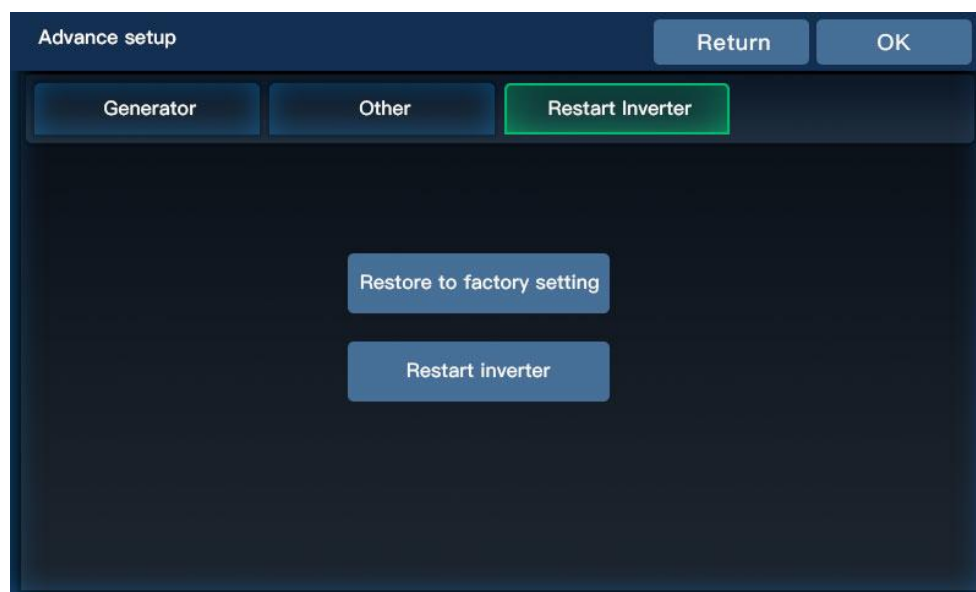 Advance setup
Return
OK
Generator
Other
Restart Inverter
Restore to factory setting
Restart inverter